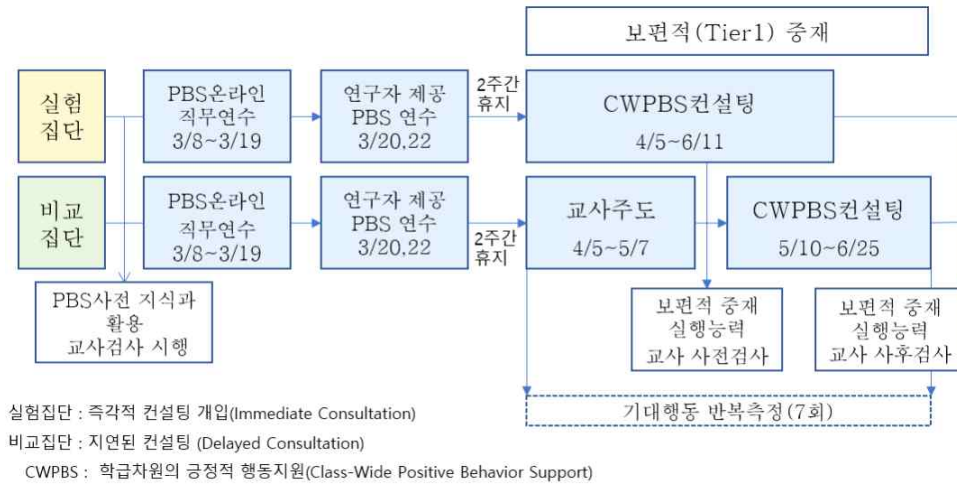 보편적(Tier1) 중재
실험
집단
PBS온라인
직무연수
3/8~3/19
연구자 제공
PBS 연수
3/20,22
2주간
휴지
CWPBS컨설팅
4/5~6/11
비교
집단
PBS온라인
직무연수
3/8~3/19
연구자 제공
PBS 연수
3/20,22
2주간
휴지
교사주도
4/5~5/7
CWPBS컨설팅
5/10~6/25
PBS사전 지식과
활용
교사검사 시행
보편적 중재
실행능력
교사 사전검사
보편적 중재
실행능력
교사 사후검사
기대행동 반복측정(7회)
실험집단 : 즉각적 컨설팅 개입(Immediate Consultation)
비교집단 : 지연된 컨설팅 (Delayed Consultation)
CWPBS : 학급차원의 긍정적 행동지원(Class-Wide Positive Behavior Support)